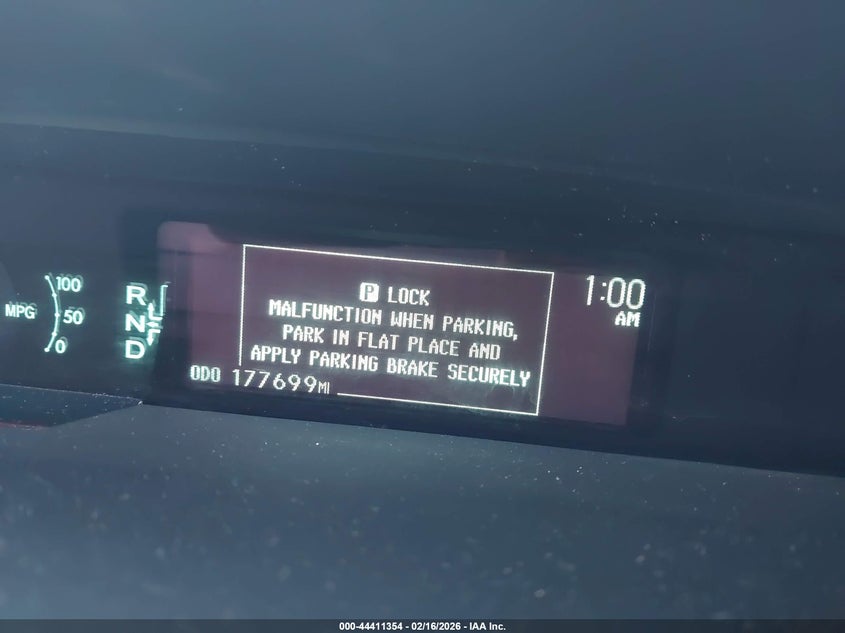 P LOCK
MALFUNCTION WHEN PARKING,
PARK IN FLAT PLACE AND
APPLY PARKING BRAKE SECURELY
1:00
AM
ODO 177699MI
MPG
100
50
0
R
N
D
000-44411354 - 02/16/2026 - IAA Inc.